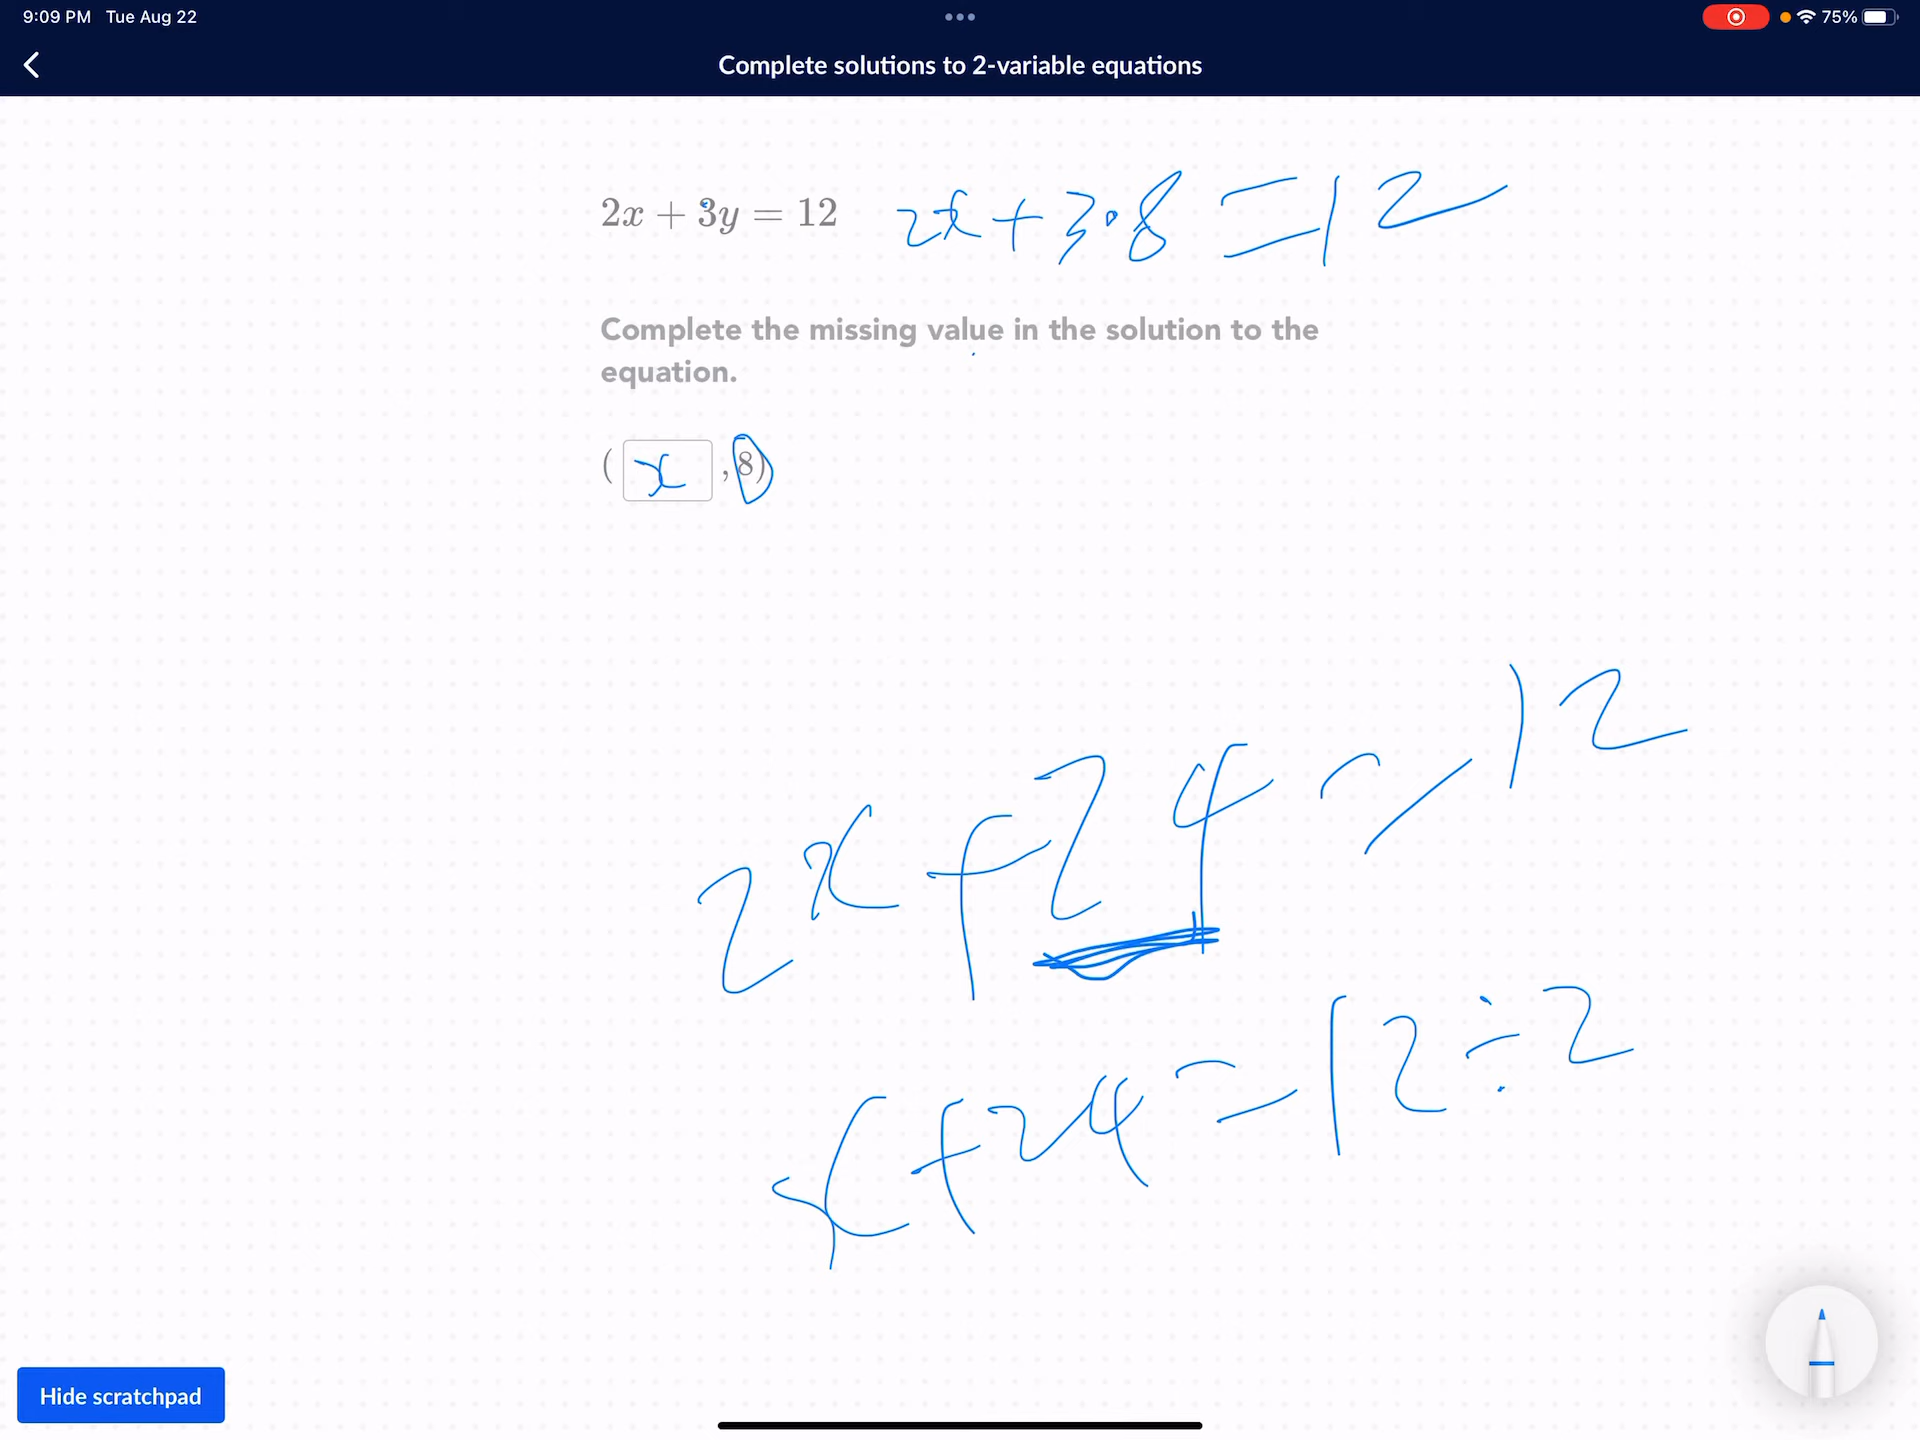 9:09 PM Tue Aug 22
75%
Complete solutions to 2-variable equations
2x + 3y = 12 2x+3·8=12
Complete the missing value in the solution to the
equation.
( x , 8)
2x+24=12
x+24=12÷2
Hide scratchpad